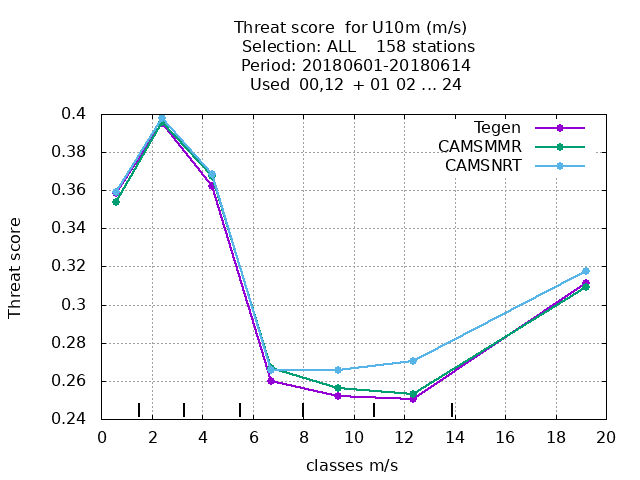 Threat score  for U10m (m/s)
Selection: ALL    158 stations
Period: 20180601-20180614
Used  00,12  + 01 02 ... 24
0.4
0.38
0.36
0.34
0.32
0.3
0.28
0.26
0.24
Threat score
Tegen
CAMSMMR
CAMSNRT
0 2 4 6 8 10 12 14 16 18 20
classes m/s